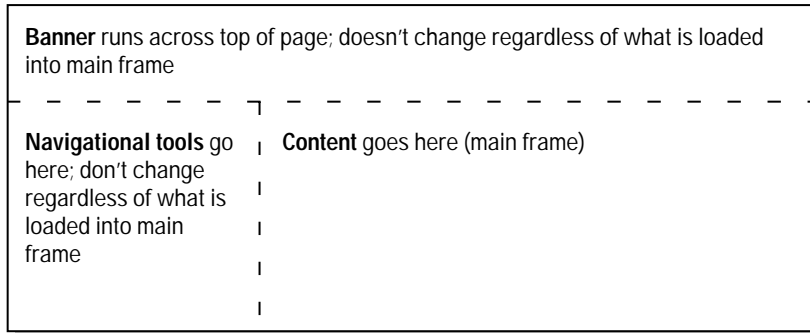 Banner runs across top of page; doesn't change regardless of what is loaded
into main frame
Navigational tools go
here; don't change
regardless of what is
loaded into main
frame
Content goes here (main frame)